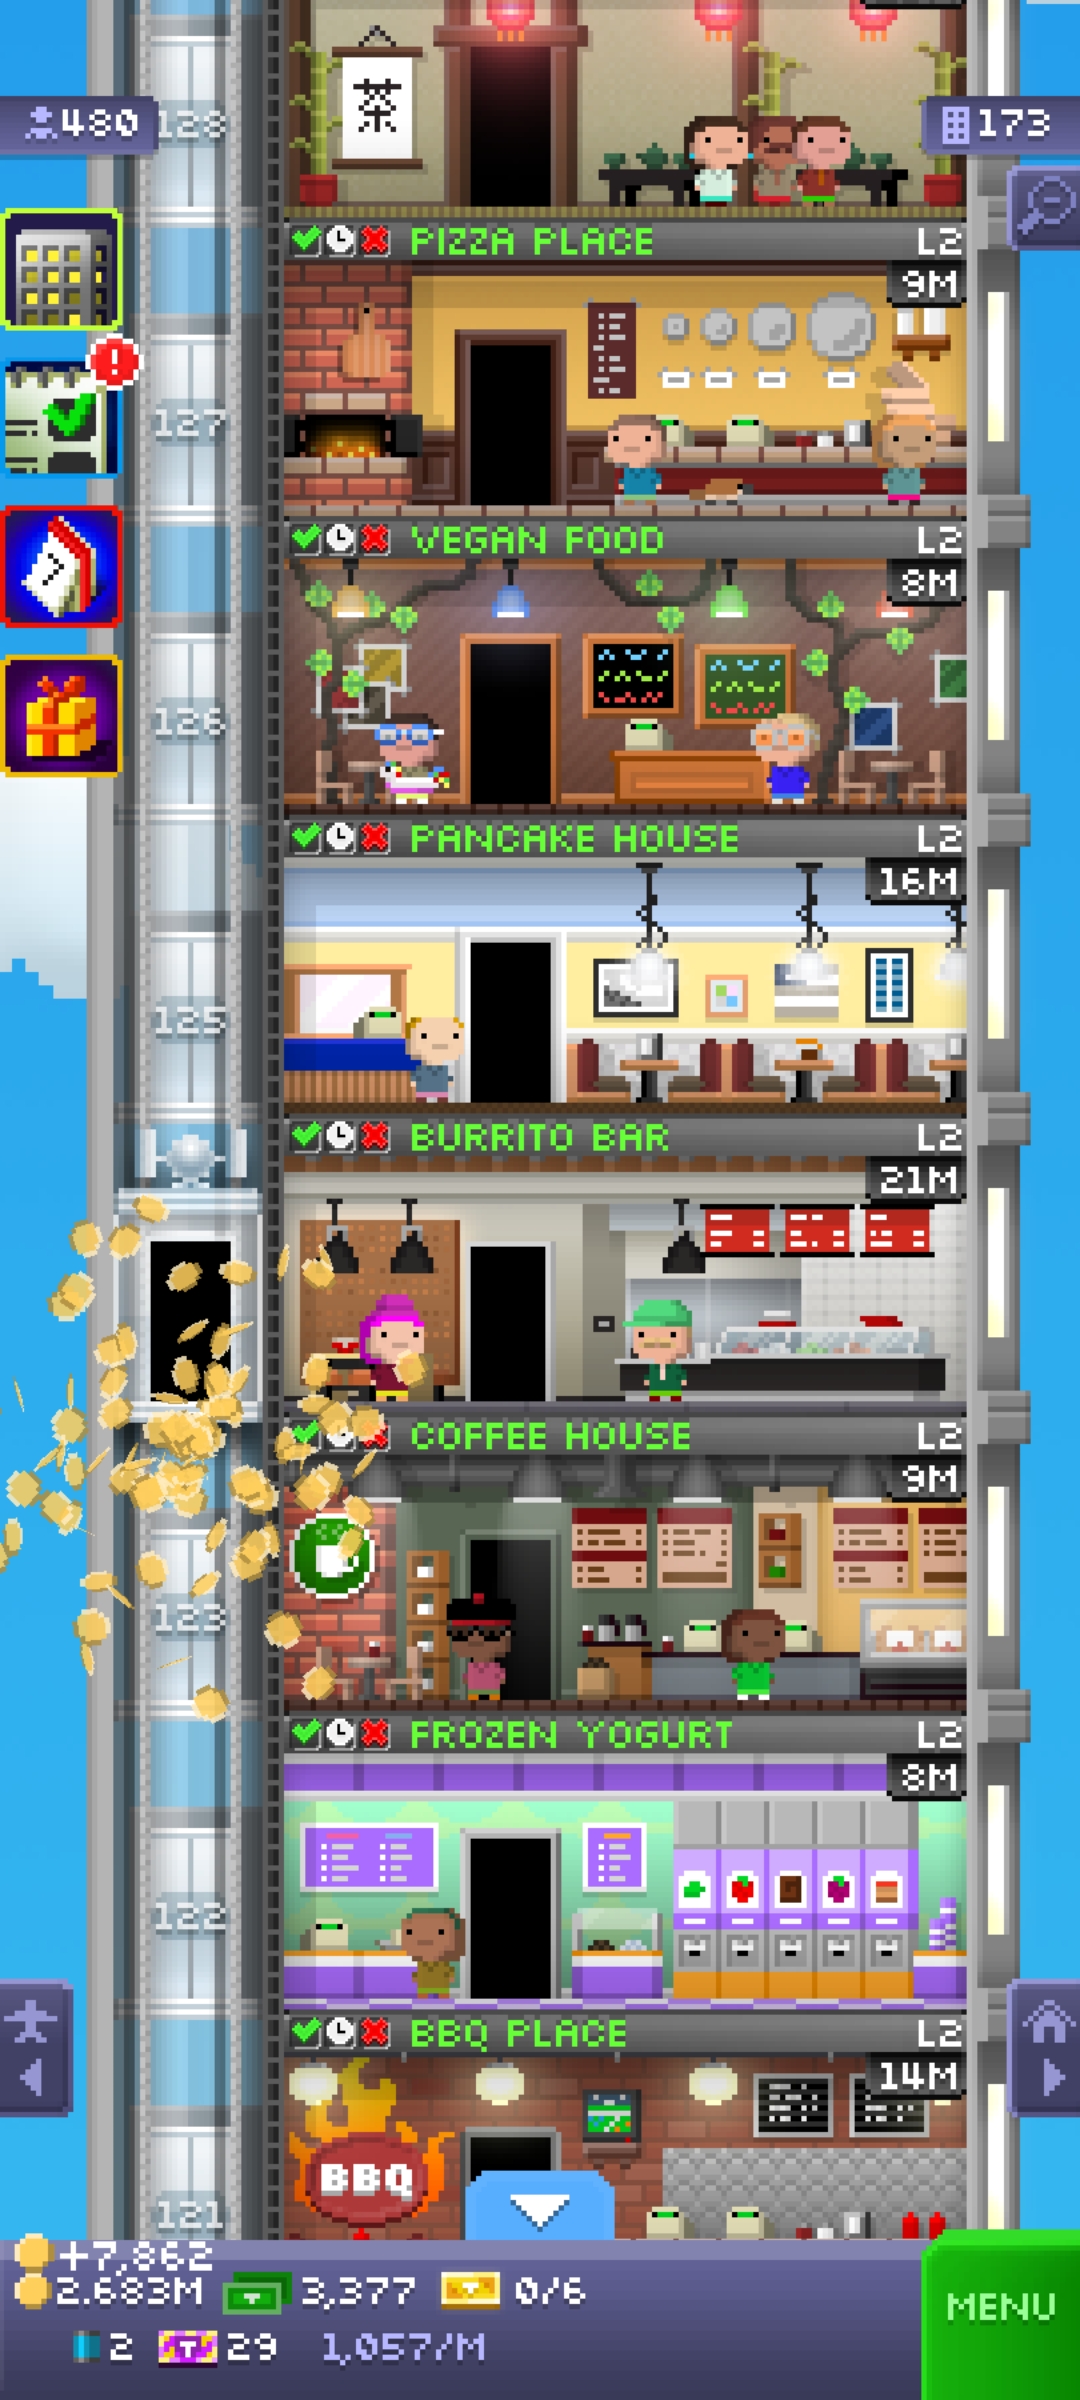 茶
480
128
173
PIZZA PLACE L2
9M
127
VEGAN FOOD L2
8M
7
126
PANCAKE HOUSE L2
16M
125
BURRITO BAR L2
21M
COFFEE HOUSE L2
9M
123
FROZEN YOGURT L2
8M
122
BBQ PLACE L2
14M
BBQ
121
+7,862
2.683M 3,377 0/6
MENU
2 T 29 1,057/M